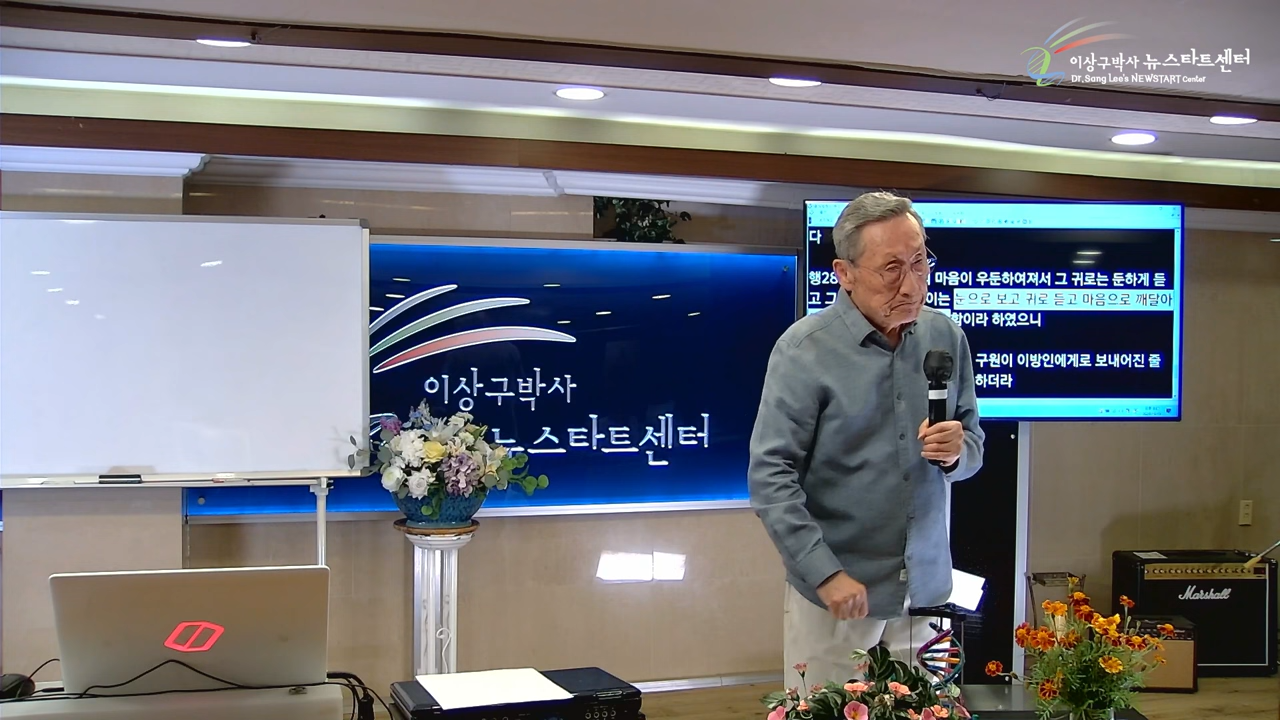 이상구박사 뉴스타트센터
Dr. Sang Lee's NEWSTART Center
이상구박사
뉴스타트센터
다
행28 마음이 우둔하여져서 그 귀로는 둔하게 듣
고 그 이는 눈으로 보고 귀로 듣고 마음으로 깨달아
함이라 하였으니
구원이 이방인에게로 보내어진 줄
하더라
Marshall